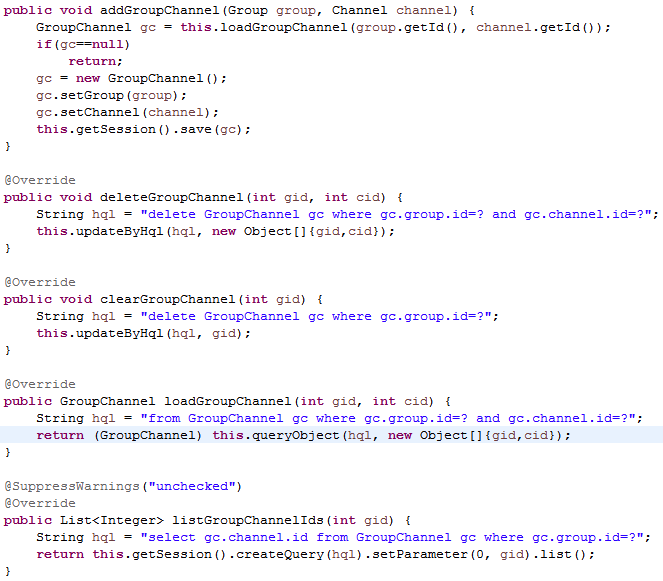 public void addGroupChannel(Group group, Channel channel) {
    GroupChannel gc = this.loadGroupChannel(group.getId(), channel.getId());
    if(gc==null)
        return;
    gc = new GroupChannel();
    gc.setGroup(group);
    gc.setChannel(channel);
    this.getSession().save(gc);
}
@Override
public void deleteGroupChannel(int gid, int cid) {
    String hql = "delete GroupChannel gc where gc.group.id=? and gc.channel.id=?";
    this.updateByHql(hql, new Object[]{gid,cid});
}
@Override
public void clearGroupChannel(int gid) {
    String hql = "delete GroupChannel gc where gc.group.id=?";
    this.updateByHql(hql, gid);
}
@Override
public GroupChannel loadGroupChannel(int gid, int cid) {
    String hql = "from GroupChannel gc where gc.group.id=? and gc.channel.id=?";
    return (GroupChannel) this.queryObject(hql, new Object[]{gid,cid});
}
@SuppressWarnings("unchecked")
@Override
public List<Integer> listGroupChannelIds(int gid) {
    String hql = "select gc.channel.id from GroupChannel gc where gc.group.id=?";
    return this.getSession().createQuery(hql).setParameter(0, gid).list();
}